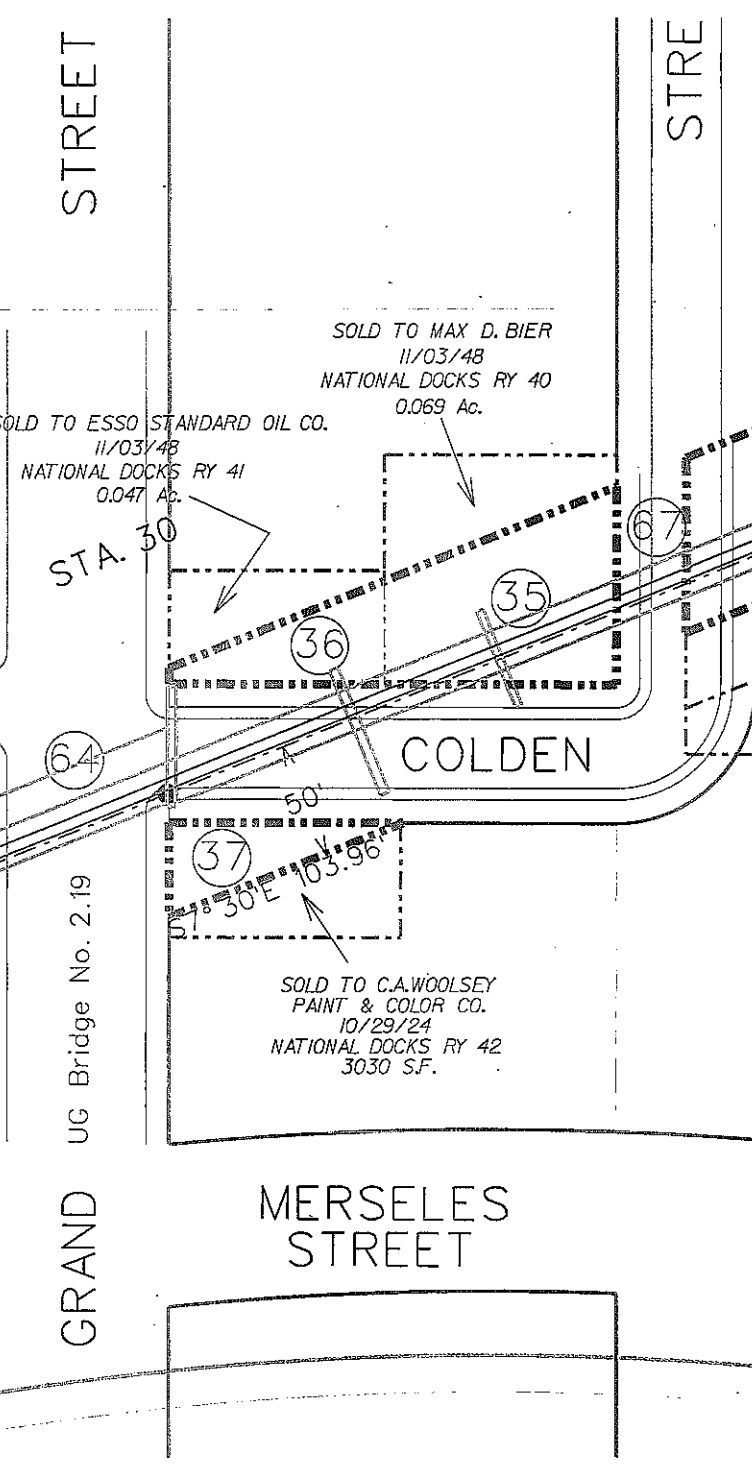 STREET
STRE
SOLD TO MAX D. BIER
11/03/48
NATIONAL DOCKS RY 40
0.069 Ac.
SOLD TO ESSO STANDARD OIL CO.
11/03/48
NATIONAL DOCKS RY 41
0.047 Ac.
STA. 30
67
35
36
64
COLDEN
50'
37
S7° 30'E 103.96'
SOLD TO C.A.WOOLSEY
PAINT & COLOR CO.
10/29/24
NATIONAL DOCKS RY 42
3030 S.F.
UG Bridge No. 2.19
GRAND
MERSELES
STREET